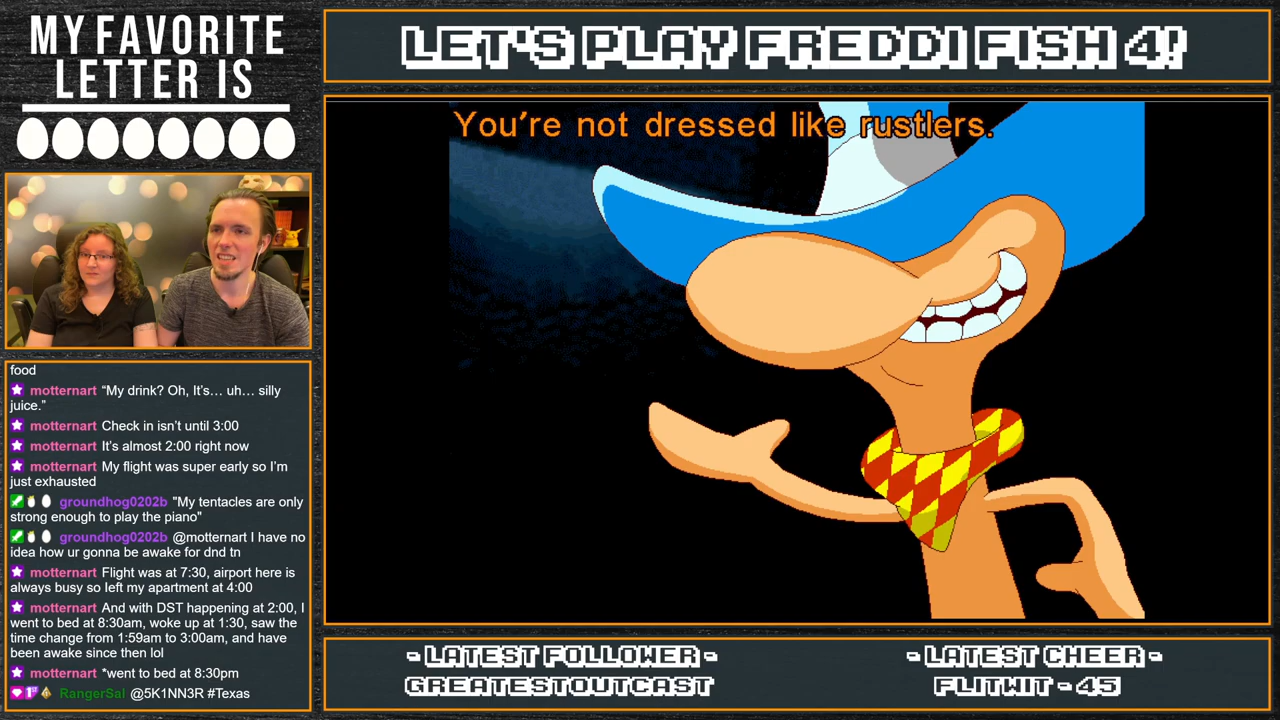 MY FAVORITE
LETTER IS
LET'S PLAY FREDDI FISH 4!
You're not dressed like rustlers.
food
motternart "My drink? Oh, It's… uh… silly
juice."
motternart Check in isn't until 3:00
motternart It's almost 2:00 right now
motternart My flight was super early so I'm
just exhausted
groundhog0202b "My tentacles are only
strong enough to play the piano"
groundhog0202b @motternart I have no
idea how ur gonna be awake for dnd tn
motternart Flight was at 7:30, airport here is
always busy so left my apartment at 4:00
motternart And with DST happening at 2:00, I
went to bed at 8:30am, woke up at 1:30, saw the
time change from 1:59am to 3:00am, and have
been awake since then lol
motternart *went to bed at 8:30pm
RangerSal @5K1NN3R #Texas
- LATEST FOLLOWER -
GREATESTOUTCAST
- LATEST CHEER -
FLITWIT - 45